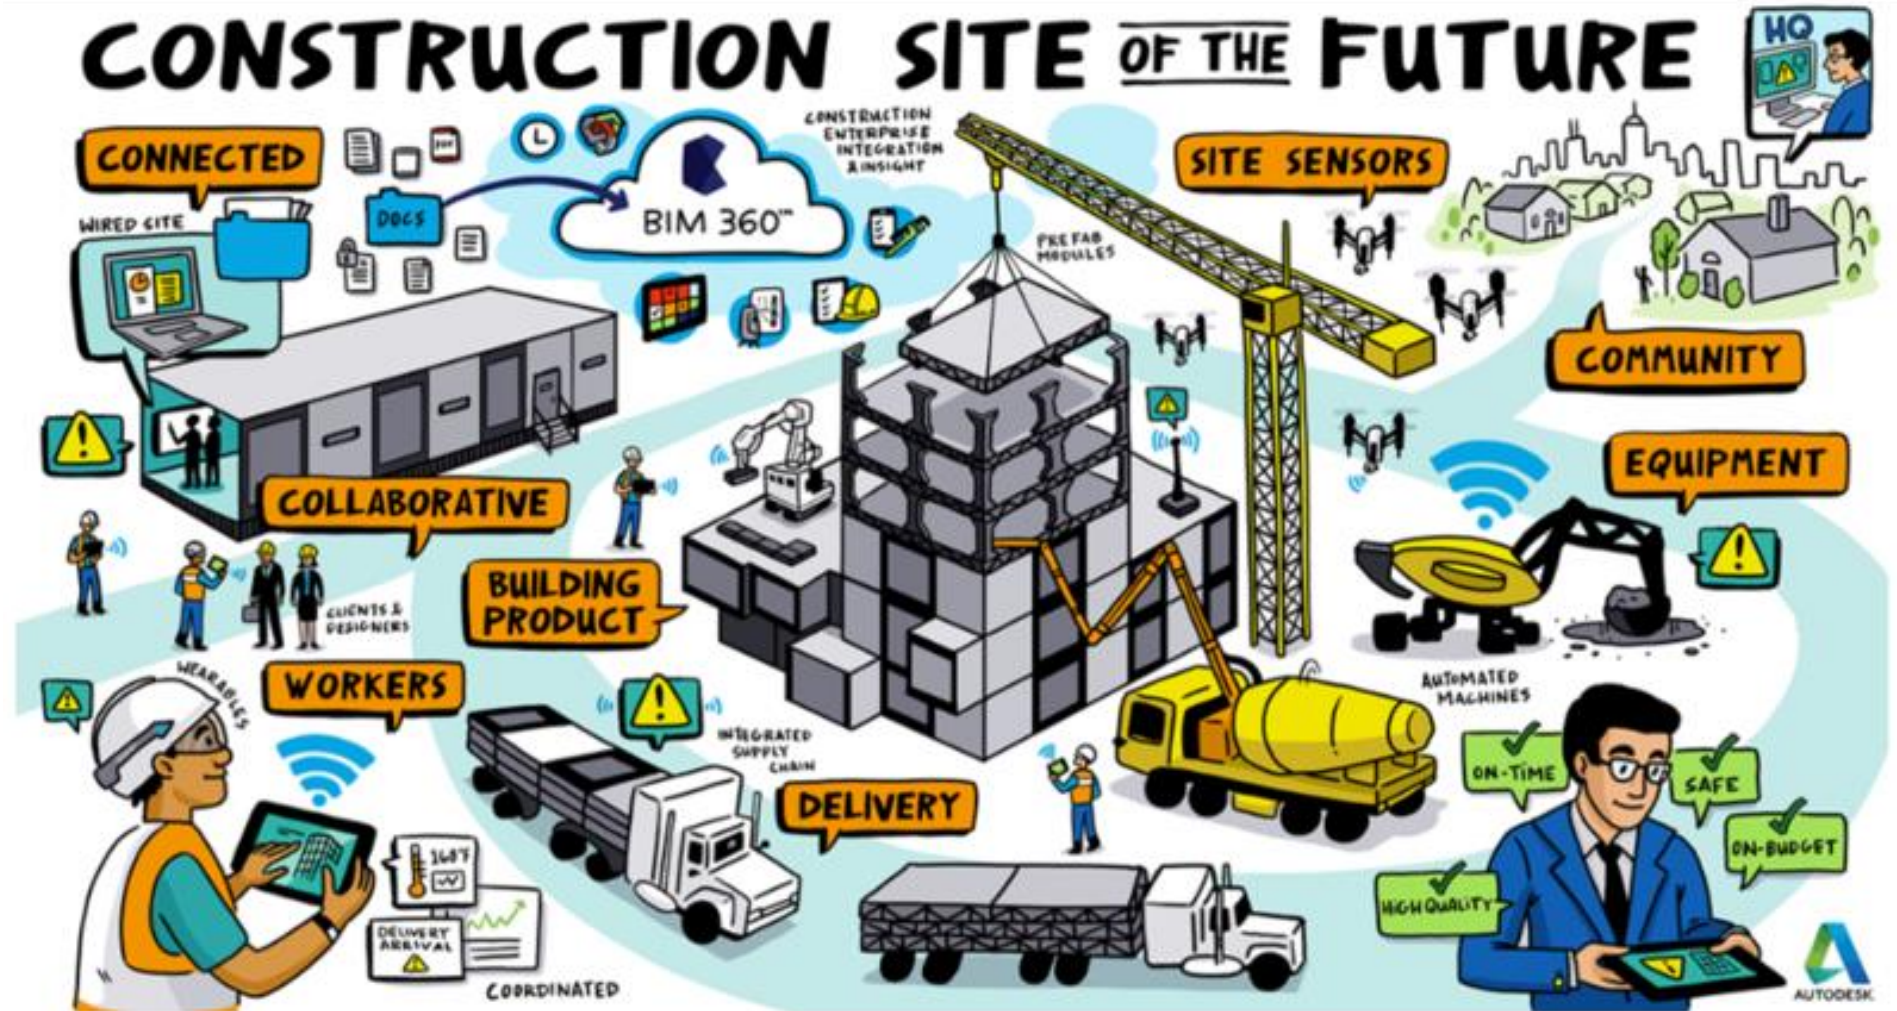 CONSTRUCTION SITE OF THE FUTURE
HQ
CONNECTED
WIRED SITE
PDF
DOCS
BIM 360™
CONSTRUCTION
ENTERPRISE
INTEGRATION
& INSIGHT
PREFAB
MODULES
SITE SENSORS
COMMUNITY
EQUIPMENT
COLLABORATIVE
CLIENTS &
DESIGNERS
BUILDING
PRODUCT
WORKERS
WEARABLES
INTEGRATED
SUPPLY
CHAIN
DELIVERY
AUTOMATED
MACHINES
ON-TIME
SAFE
ON-BUDGET
HIGH QUALITY
DELIVERY
ARRIVAL
COORDINATED
AUTODESK